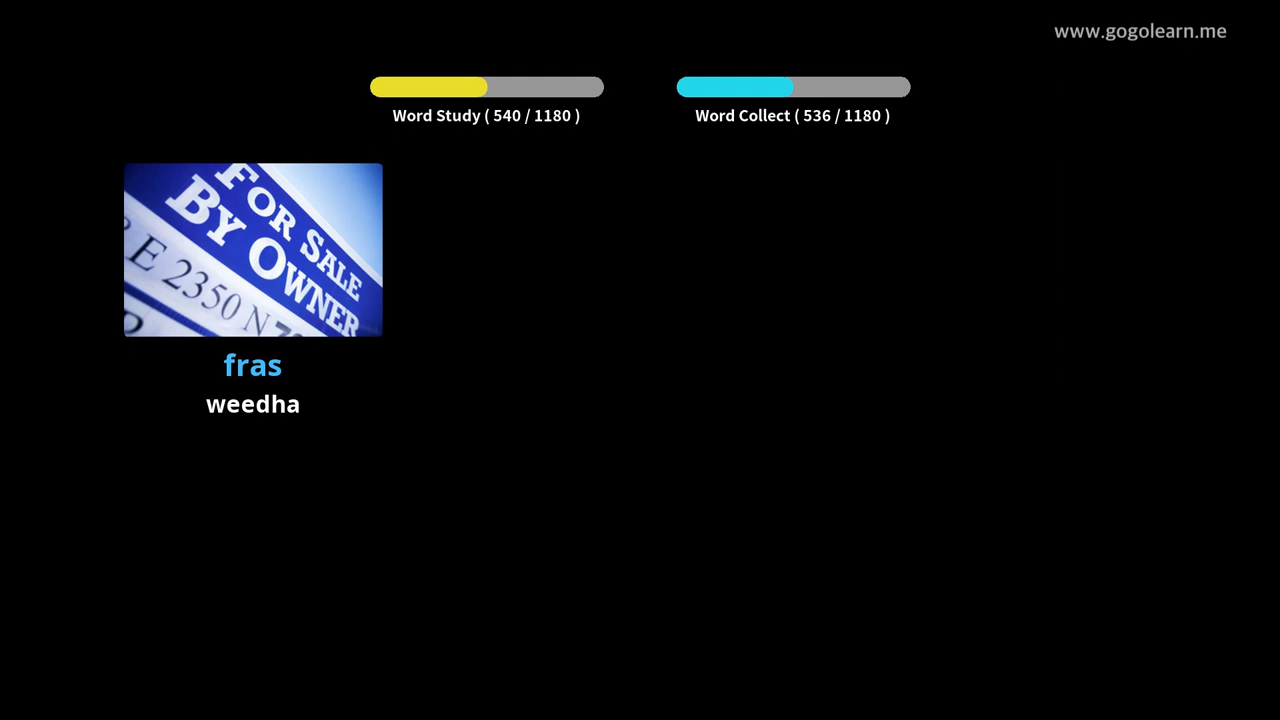 www.gogolearn.me
Word Study ( 540 / 1180 )
Word Collect ( 536 / 1180 )
FOR SALE
BY OWNER
E 2350 N
fras
weedha